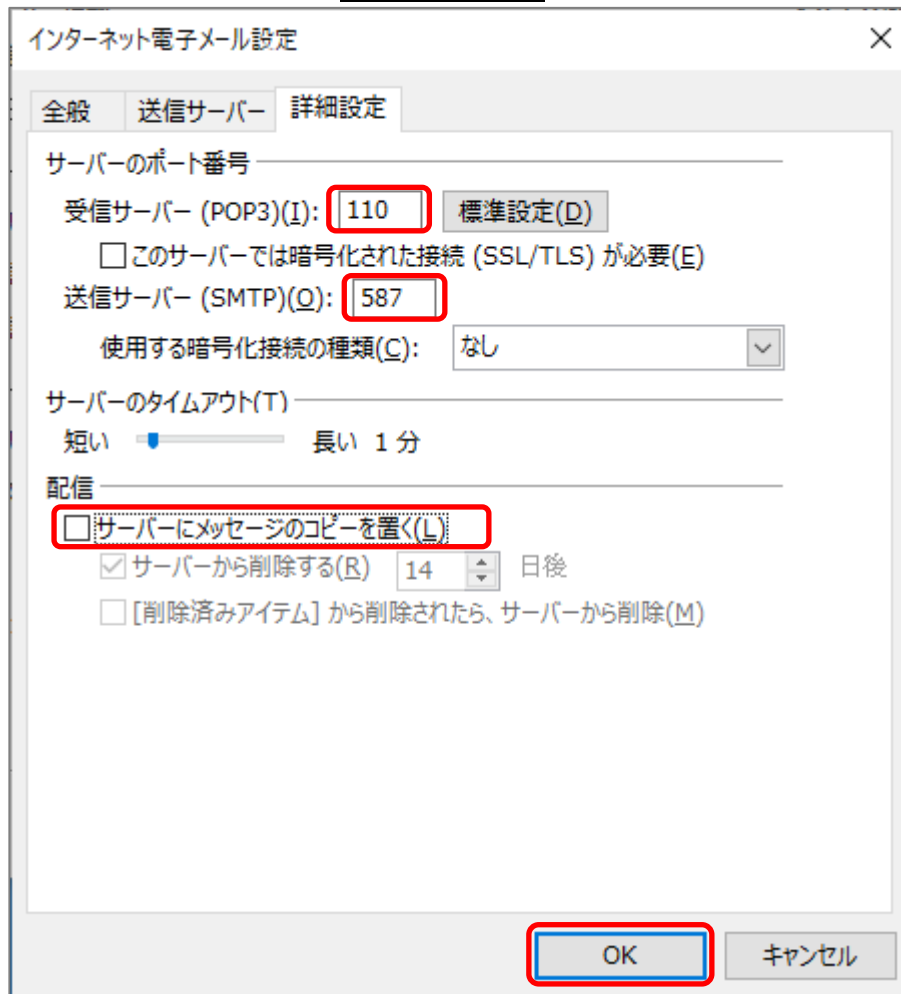 インターネット電子メール設定
全般 送信サーバー 詳細設定
サーバーのポート番号
受信サーバー (POP3)(I): 110 標準設定(D)
このサーバーでは暗号化された接続 (SSL/TLS) が必要(E)
送信サーバー (SMTP)(O): 587
使用する暗号化接続の種類(C): なし
サーバーのタイムアウト(T)
短い 長い 1 分
配信
サーバーにメッセージのコピーを置く(L)
サーバーから削除する(R) 14 日後
[削除済みアイテム] から削除されたら、サーバーから削除(M)
OK キャンセル